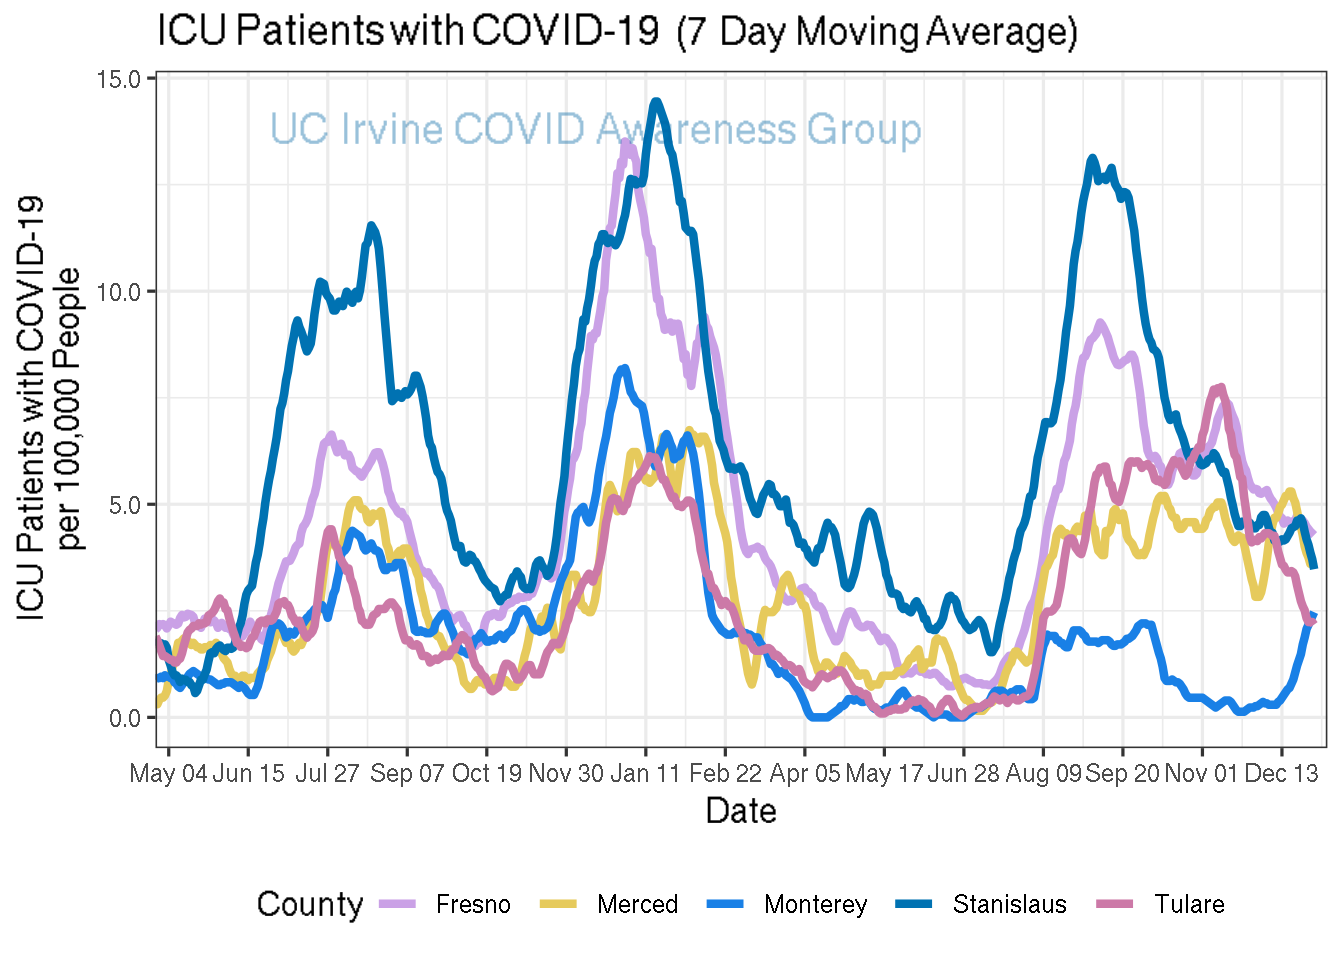 ICU Patients with COVID-19 (7 Day Moving Average)
UC Irvine COVID Awareness Group
ICU Patients with COVID-19
per 100,000 People
15.0
10.0
5.0
0.0
May 04 Jun 15 Jul 27 Sep 07 Oct 19 Nov 30 Jan 11 Feb 22 Apr 05 May 17 Jun 28 Aug 09 Sep 20 Nov 01 Dec 13
Date
County Fresno Merced Monterey Stanislaus Tulare